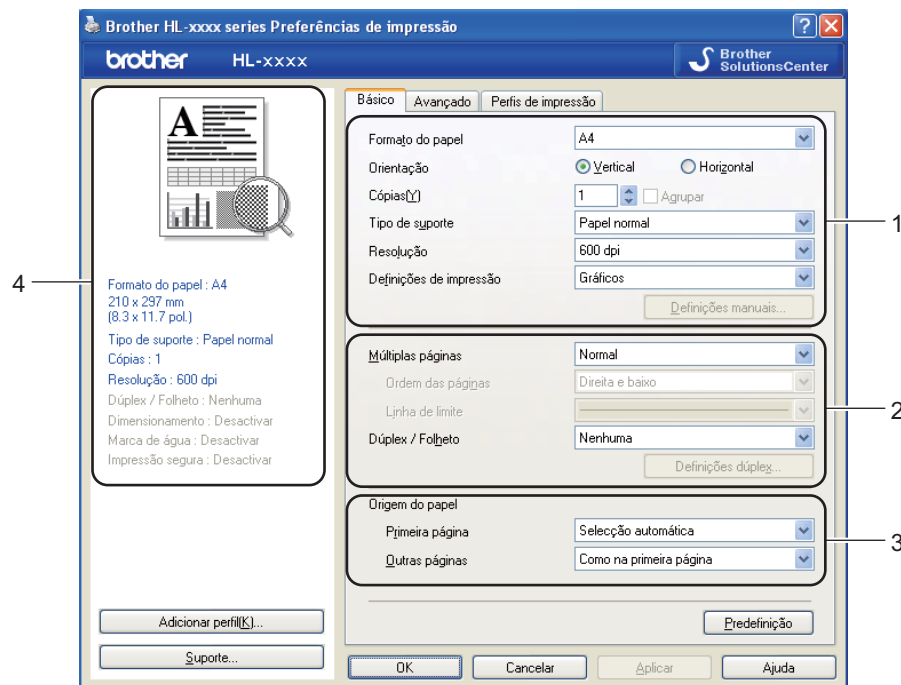 Brother HL-xxxx series Preferências de impressão
brother HL-xxxx
Brother
SolutionsCenter
Básico Avançado Perfis de impressão
A
Formato do papel A4
Orientação Vertical Horizontal
Cópias(Y) 1 Agrupar
Tipo de suporte Papel normal
1
Resolução 600 dpi
Definições de impressão Gráficos
Definições manuais...
4
Formato do papel : A4
210 x 297 mm
(8.3 x 11.7 pol.)
Tipo de suporte : Papel normal
Cópias : 1
Resolução : 600 dpi
Dúplex / Folheto : Nenhuma
Dimensionamento : Desactivar
Marca de água : Desactivar
Impressão segura : Desactivar
Múltiplas páginas Normal
Ordem das páginas Direita e baixo
Linha de limite
2
Dúplex / Folheto Nenhuma
Definições dúplex...
Origem do papel
Primeira página Selecção automática
3
Outras páginas Como na primeira página
Adicionar perfil(K)...
Predefinição
Suporte...
OK Cancelar Aplicar Ajuda